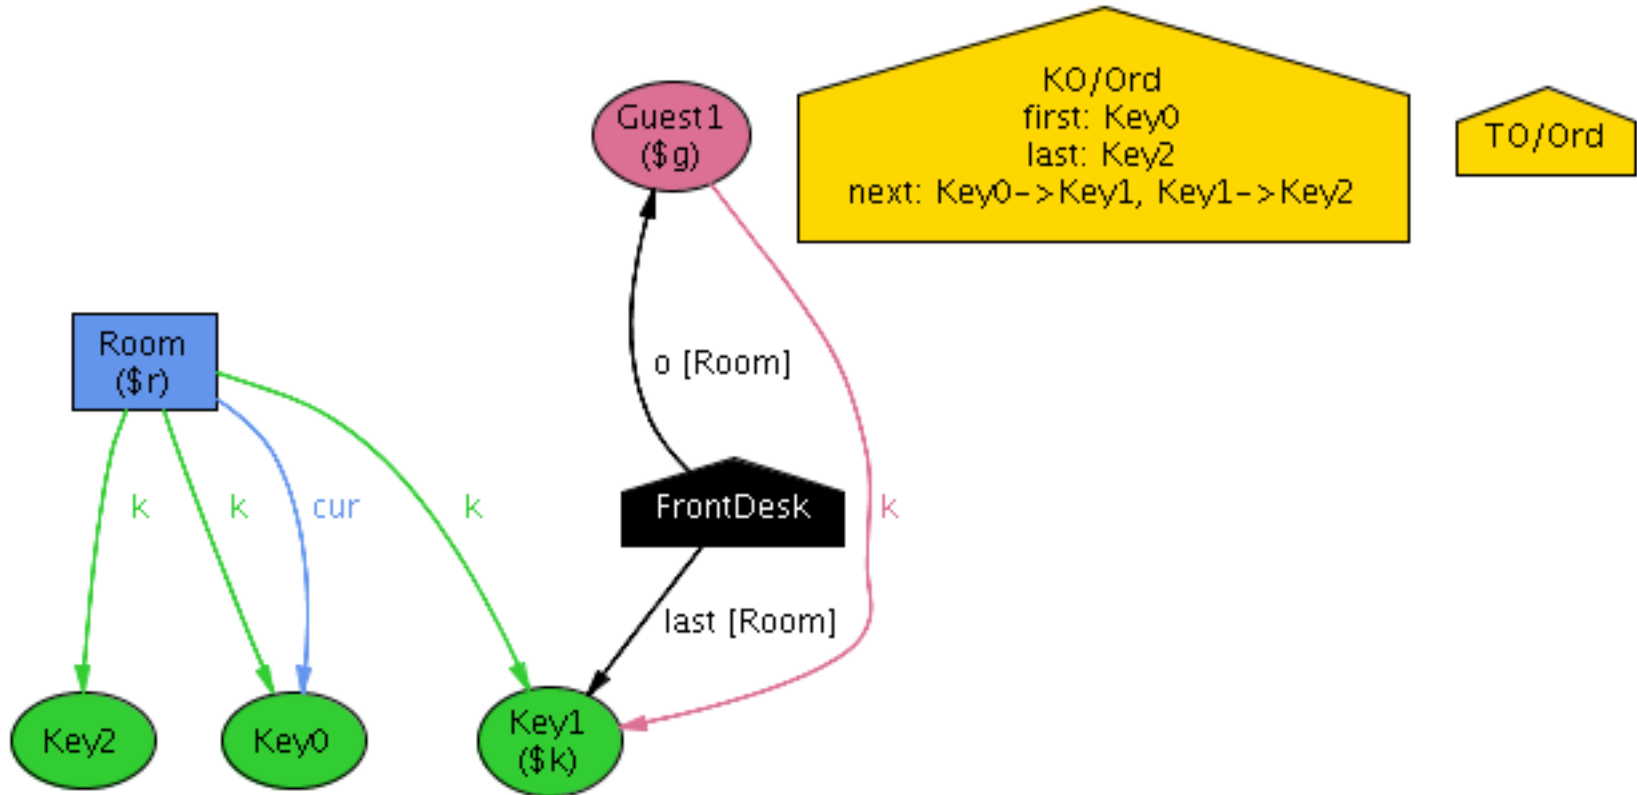 Guest1
($g)
KO/Ord
first: Key0
last: Key2
next: Key0->Key1, Key1->Key2
TO/Ord
Room
($r)
o [Room]
k
k
cur
k
FrontDesk
k
last [Room]
Key2
Key0
Key1
($k)